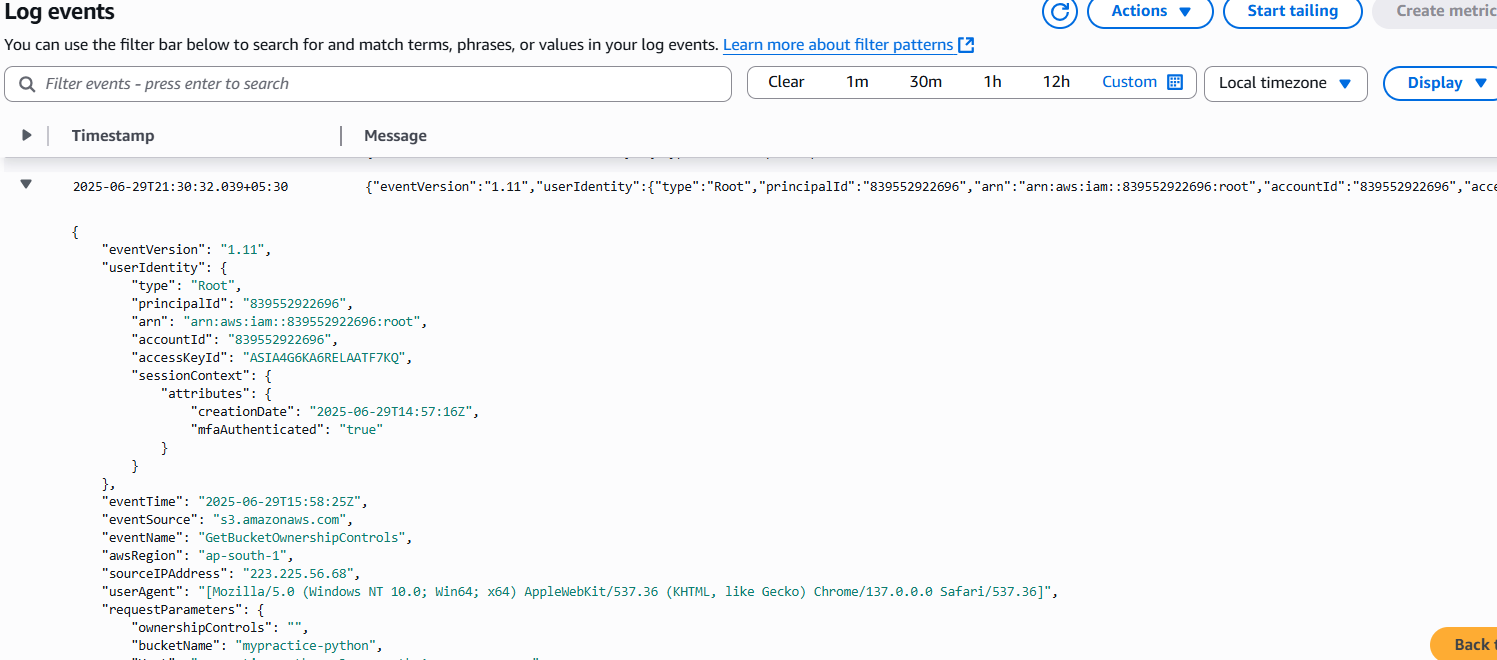 Log events
Actions
Start tailing
Create metric
You can use the filter bar below to search for and match terms, phrases, or values in your log events. Learn more about filter patterns
Filter events - press enter to search
Clear 1m 30m 1h 12h Custom
Local timezone
Display
Timestamp
Message
2025-06-29T21:30:32.039+05:30
{"eventVersion":"1.11","userIdentity":{"type":"Root","principalId":"839552922696","arn":"arn:aws:iam::839552922696:root","accountId":"839552922696","acce
{
"eventVersion": "1.11",
"userIdentity": {
"type": "Root",
"principalId": "839552922696",
"arn": "arn:aws:iam::839552922696:root",
"accountId": "839552922696",
"accessKeyId": "ASIA4G6KA6RELAATF7KQ",
"sessionContext": {
"attributes": {
"creationDate": "2025-06-29T14:57:16Z",
"mfaAuthenticated": "true"
}
}
},
"eventTime": "2025-06-29T15:58:25Z",
"eventSource": "s3.amazonaws.com",
"eventName": "GetBucketOwnershipControls",
"awsRegion": "ap-south-1",
"sourceIPAddress": "223.225.56.68",
"userAgent": "[Mozilla/5.0 (Windows NT 10.0; Win64; x64) AppleWebKit/537.36 (KHTML, like Gecko) Chrome/137.0.0.0 Safari/537.36]",
"requestParameters": {
"ownershipControls": "",
"bucketName": "mypractice-python",
Back t